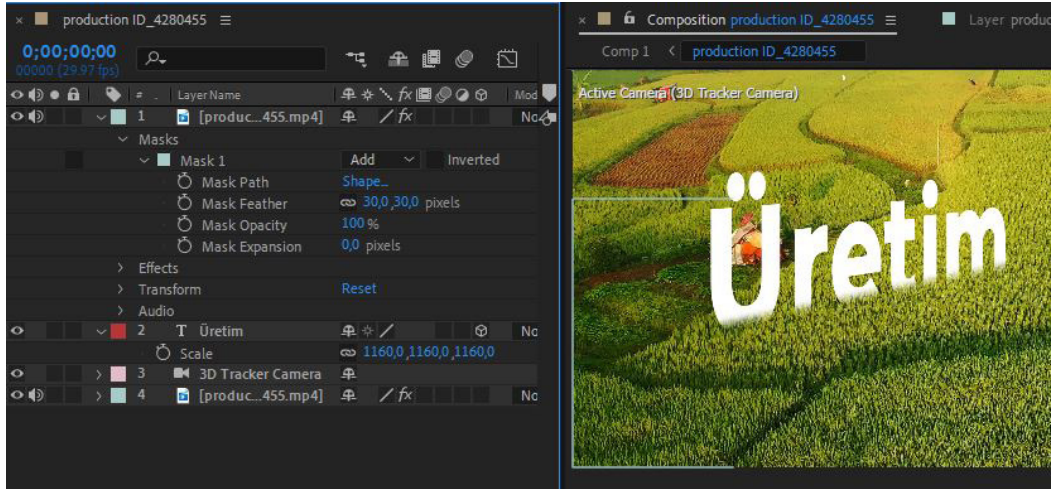 production ID_4280455
0;00;00;00
00000 (29.97 fps)
# . Layer Name Mod
1 [produc...455.mp4] fx No
Masks
Mask 1 Add Inverted
Mask Path Shape...
Mask Feather 30,0,30,0 pixels
Mask Opacity 100 %
Mask Expansion 0,0 pixels
Effects
Transform Reset
Audio
2 T Üretim No
Scale 1160,0,1160,0,1160,0
3 3D Tracker Camera
4 [produc...455.mp4] fx No
Composition production ID_4280455
Layer produc
Comp 1 production ID_4280455
Active Camera (3D Tracker Camera)
Üretim